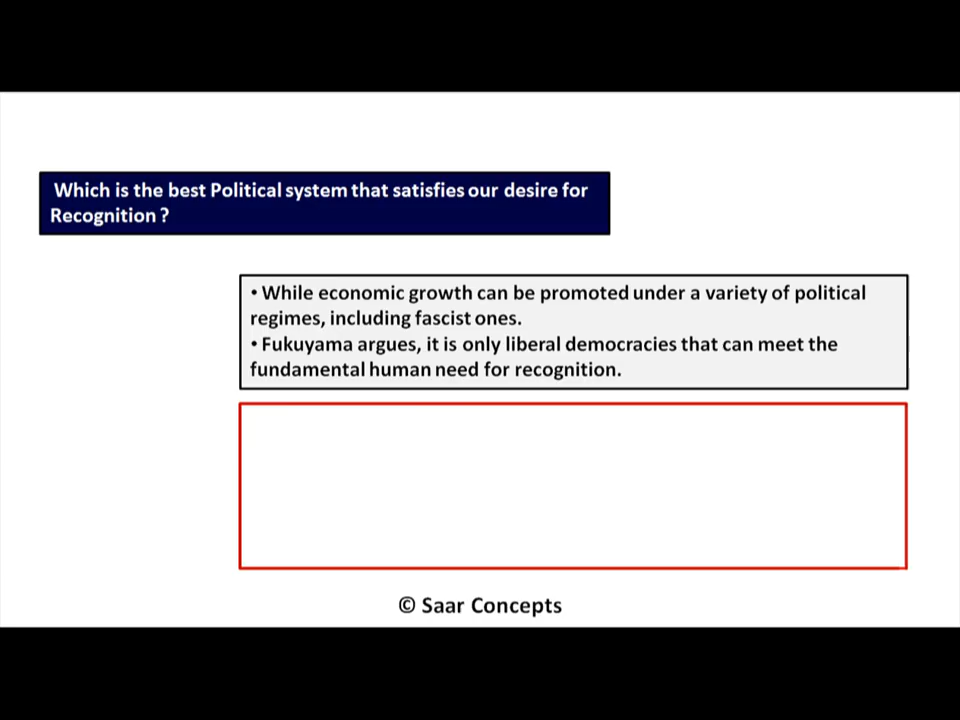 Which is the best Political system that satisfies our desire for
Recognition ?
• While economic growth can be promoted under a variety of political
regimes, including fascist ones.
• Fukuyama argues, it is only liberal democracies that can meet the
fundamental human need for recognition.
© Saar Concepts